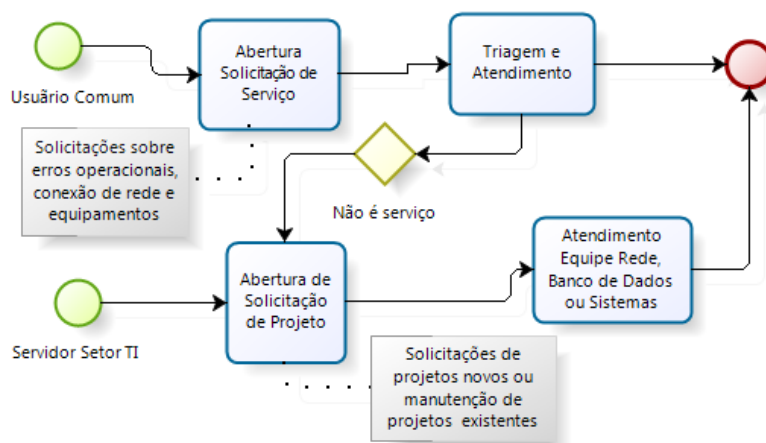 Abertura
Solicitação de
Serviço
Triagem e
Atendimento
Usuário Comum
Solicitações sobre
erros operacionais,
conexão de rede e
equipamentos
Não é serviço
Atendimento
Equipe Rede,
Banco de Dados
ou Sistemas
Abertura de
Solicitação
de Projeto
Servidor Setor TI
Solicitações de
projetos novos ou
manutenção de
projetos existentes